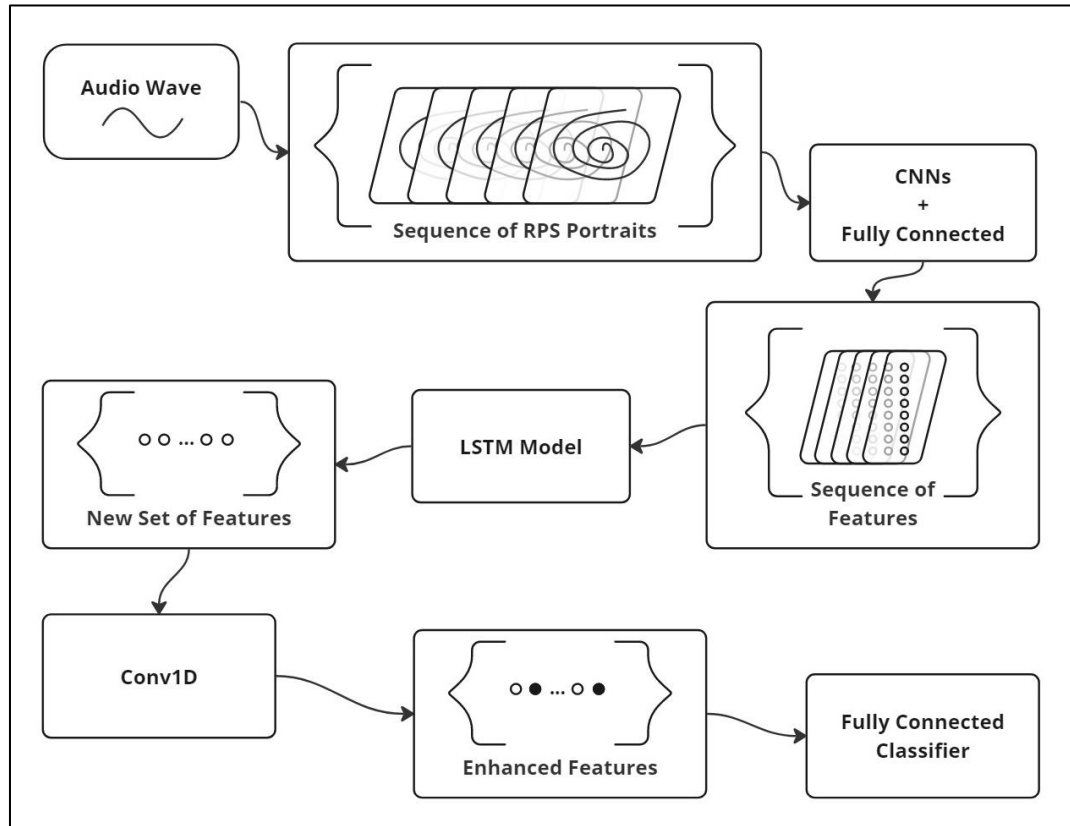 Audio Wave
Sequence of RPS Portraits
CNNs
+
Fully Connected
Sequence of
Features
LSTM Model
...
New Set of Features
Conv1D
...
Enhanced Features
Fully Connected
Classifier